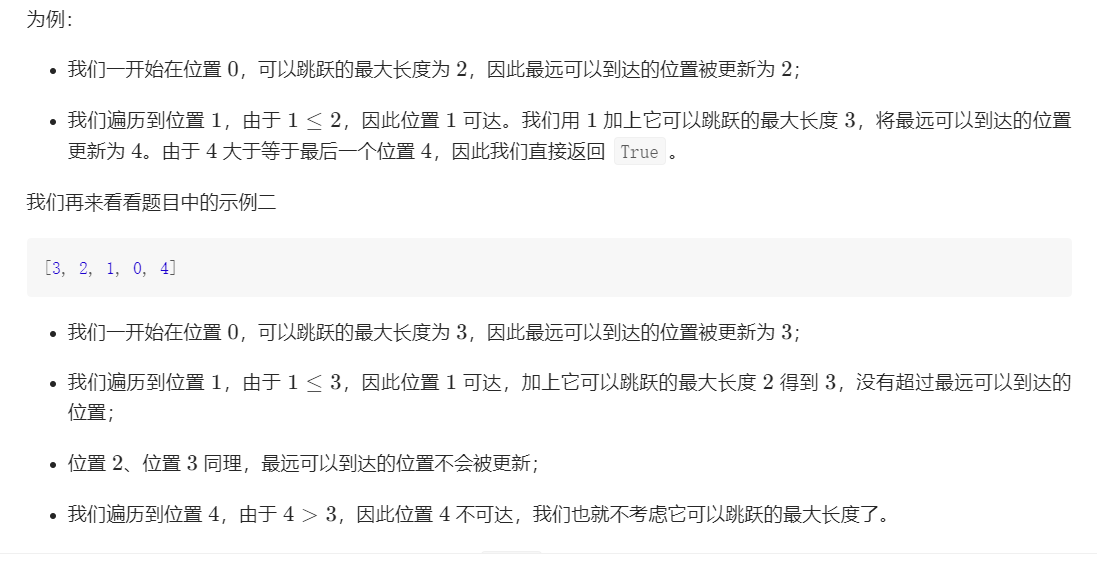 为例：
• 我们一开始在位置 0，可以跳跃的最大长度为 2，因此最远可以到达的位置被更新为 2；
• 我们遍历到位置 1，由于 1 ≤ 2，因此位置 1 可达。我们用 1 加上它可以跳跃的最大长度 3，将最远可以到达的位置
更新为 4。由于 4 大于等于最后一个位置 4，因此我们直接返回 True 。
我们再来看看题目中的示例二
[3, 2, 1, 0, 4]
• 我们一开始在位置 0，可以跳跃的最大长度为 3，因此最远可以到达的位置被更新为 3；
• 我们遍历到位置 1，由于 1 ≤ 3，因此位置 1 可达，加上它可以跳跃的最大长度 2 得到 3，没有超过最远可以到达的
位置；
• 位置 2、位置 3 同理，最远可以到达的位置不会被更新；
• 我们遍历到位置 4，由于 4 > 3，因此位置 4 不可达，我们也就不考虑它可以跳跃的最大长度了。